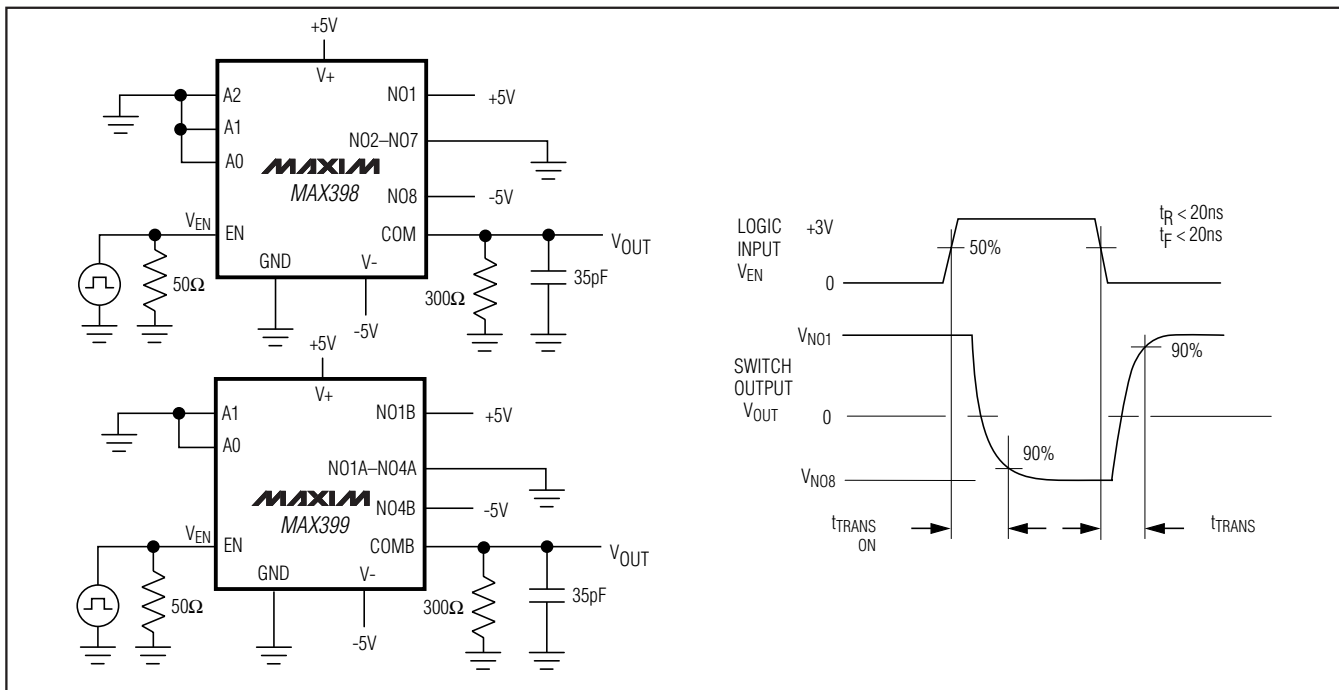 +5V
V+
A2
A1
A0
NO1
+5V
NO2–NO7
MAXIM
MAX398
NO8
-5V
VEN
EN
COM
VOUT
GND
V-
50Ω
300Ω
35pF
-5V
+5V
V+
A1
A0
NO1B
+5V
NO1A–NO4A
MAXIM
MAX399
NO4B
-5V
VEN
EN
COMB
VOUT
GND
V-
50Ω
300Ω
35pF
-5V
LOGIC
INPUT
VEN
+3V
0
50%
tR < 20ns
tF < 20ns
VNO1
SWITCH
OUTPUT
VOUT
0
90%
90%
VNO8
tTRANS
ON
tTRANS